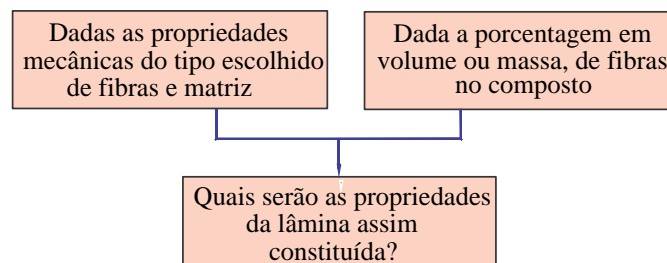 Dadas as propriedades
mecânicas do tipo escolhido
de fibras e matriz
Dada a porcentagem em
volume ou massa, de fibras
no composto
Quais serão as propriedades
da lâmina assim
constituída?